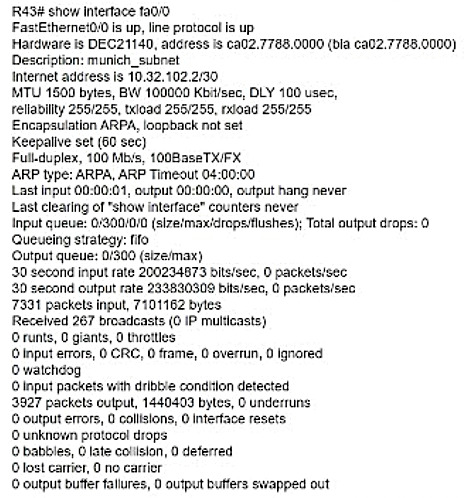 R43# show interface fa0/0
FastEthernet0/0 is up, line protocol is up
Hardware is DEC21140, address is ca02.7788.0000 (bia ca02.7788.0000)
Description: munich_subnet
Internet address is 10.32.102.2/30
MTU 1500 bytes, BW 100000 Kbit/sec, DLY 100 usec,
reliability 255/255, txload 255/255, rxload 255/255
Encapsulation ARPA, loopback not set
Keepalive set (60 sec)
Full-duplex, 100 Mb/s, 100BaseTX/FX
ARP type: ARPA, ARP Timeout 04:00:00
Last input 00:00:01, output 00:00:00, output hang never
Last clearing of "show interface" counters never
Input queue: 0/300/0/0 (size/max/drops/flushes); Total output drops: 0
Queueing strategy: fifo
Output queue: 0/300 (size/max)
30 second input rate 200234873 bits/sec, 0 packets/sec
30 second output rate 233830309 bits/sec, 0 packets/sec
7331 packets input, 7101162 bytes
Received 267 broadcasts (0 IP multicasts)
0 runts, 0 giants, 0 throttles
0 input errors, 0 CRC, 0 frame, 0 overrun, 0 ignored
0 watchdog
0 input packets with dribble condition detected
3927 packets output, 1440403 bytes, 0 underruns
0 output errors, 0 collisions, 0 interface resets
0 unknown protocol drops
0 babbles, 0 late collision, 0 deferred
0 lost carrier, 0 no carrier
0 output buffer failures, 0 output buffers swapped out